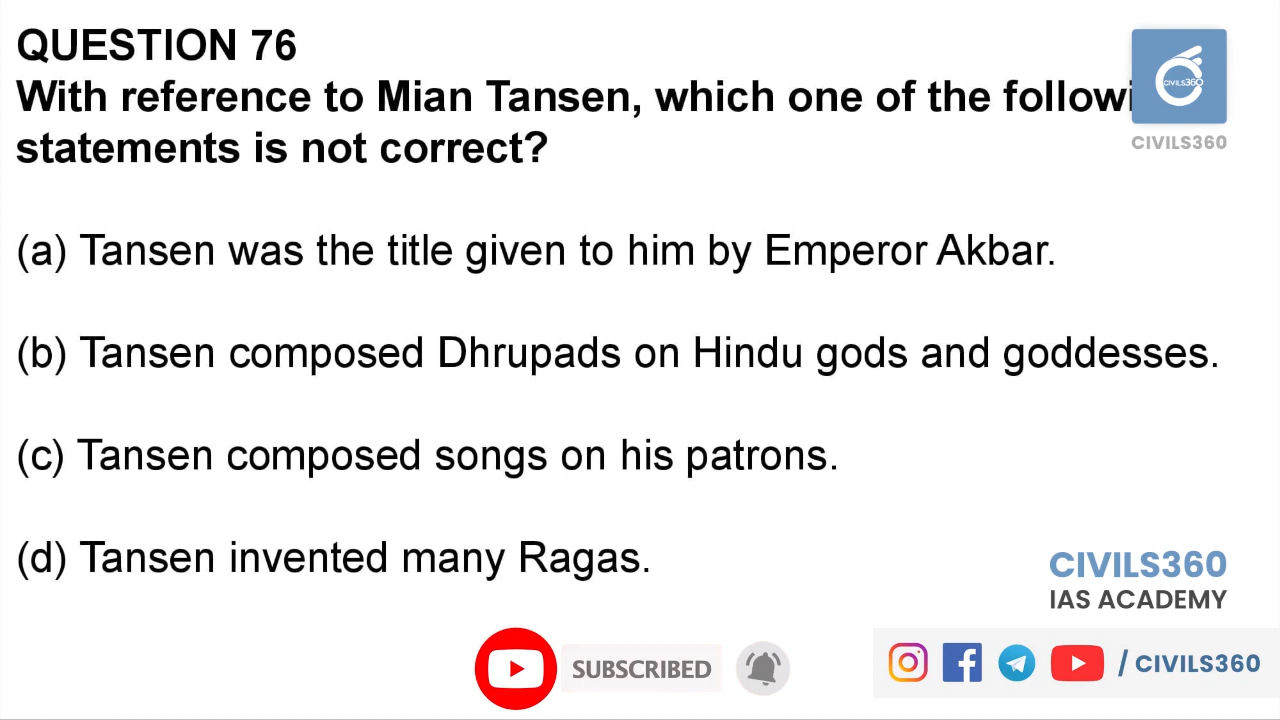 QUESTION 76
With reference to Mian Tansen, which one of the followi
statements is not correct?
CIVILS360
CIVILS360
(a) Tansen was the title given to him by Emperor Akbar.
(b) Tansen composed Dhrupads on Hindu gods and goddesses.
(c) Tansen composed songs on his patrons.
(d) Tansen invented many Ragas.
CIVILS360
IAS ACADEMY
SUBSCRIBED
/ CIVILS360